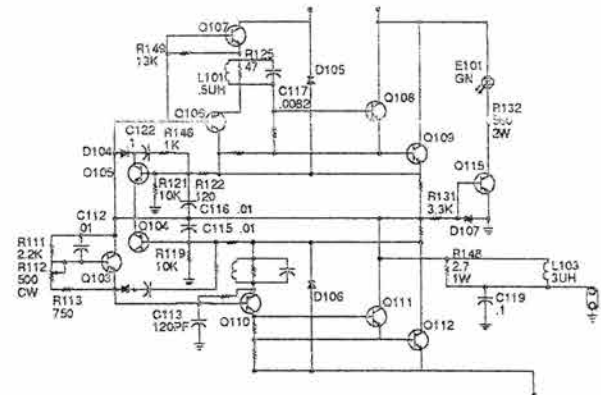 Q107
R149
13K
R125
47
L101
.5UH
C117
.0082
D105
E101
GN
Q106
Q108
R132
2W
C122
.1
R146
1K
Q109
D104
Q105
Q115
R121
10K
R122
120
R131
3.3K
C112
.01
C116 .01
D107
Q104
C115 .01
R111
2.2K
R119
10K
R148
2.7
1W
L103
3UH
R112
500
CW
Q103
D106
Q111
C119
.1
R113
750
C113
120PF
Q110
Q112